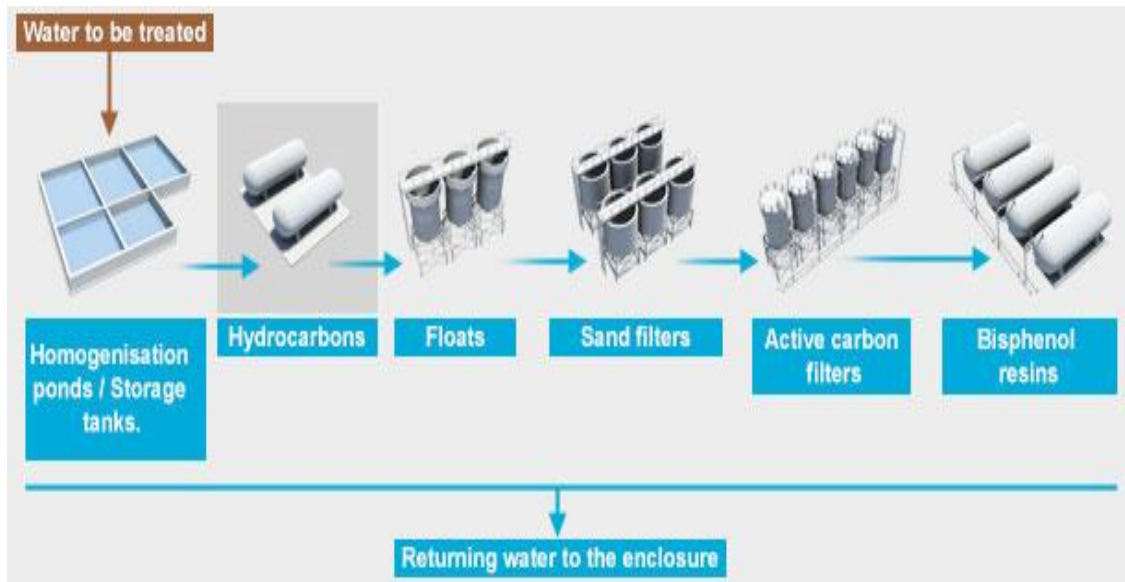 Water to be treated
Hydrocarbons
Floats
Sand filters
Active carbon
filters
Bisphenol
resins
Homogenisation
ponds / Storage
tanks.
Returning water to the enclosure